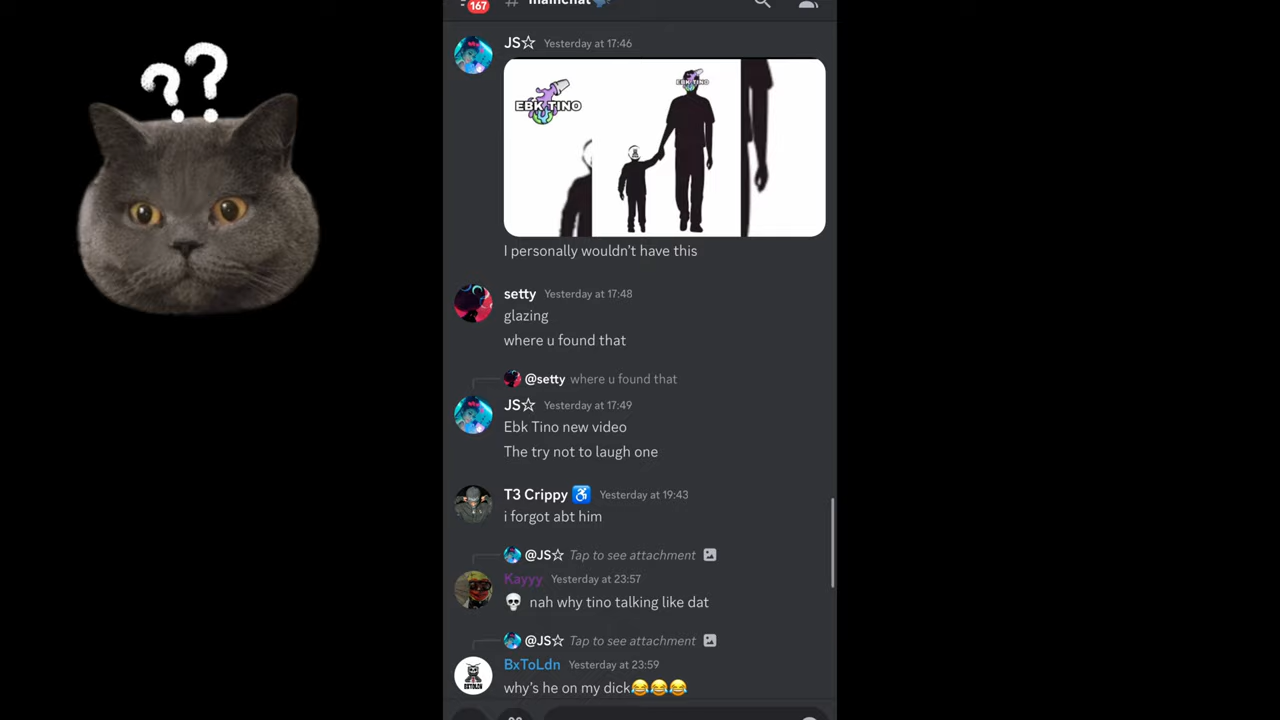 ??
167
# mainchat
JS☆ Yesterday at 17:46
EBK TINO
EBK TINO
I personally wouldn't have this
setty Yesterday at 17:48
glazing
where u found that
@setty where u found that
JS☆ Yesterday at 17:49
Ebk Tino new video
The try not to laugh one
T3 Crippy Yesterday at 19:43
i forgot abt him
@JS☆ Tap to see attachment
Kayyy Yesterday at 23:57
nah why tino talking like dat
@JS☆ Tap to see attachment
BxToLdn Yesterday at 23:59
BXTOLDN
why's he on my dick😂😂😂